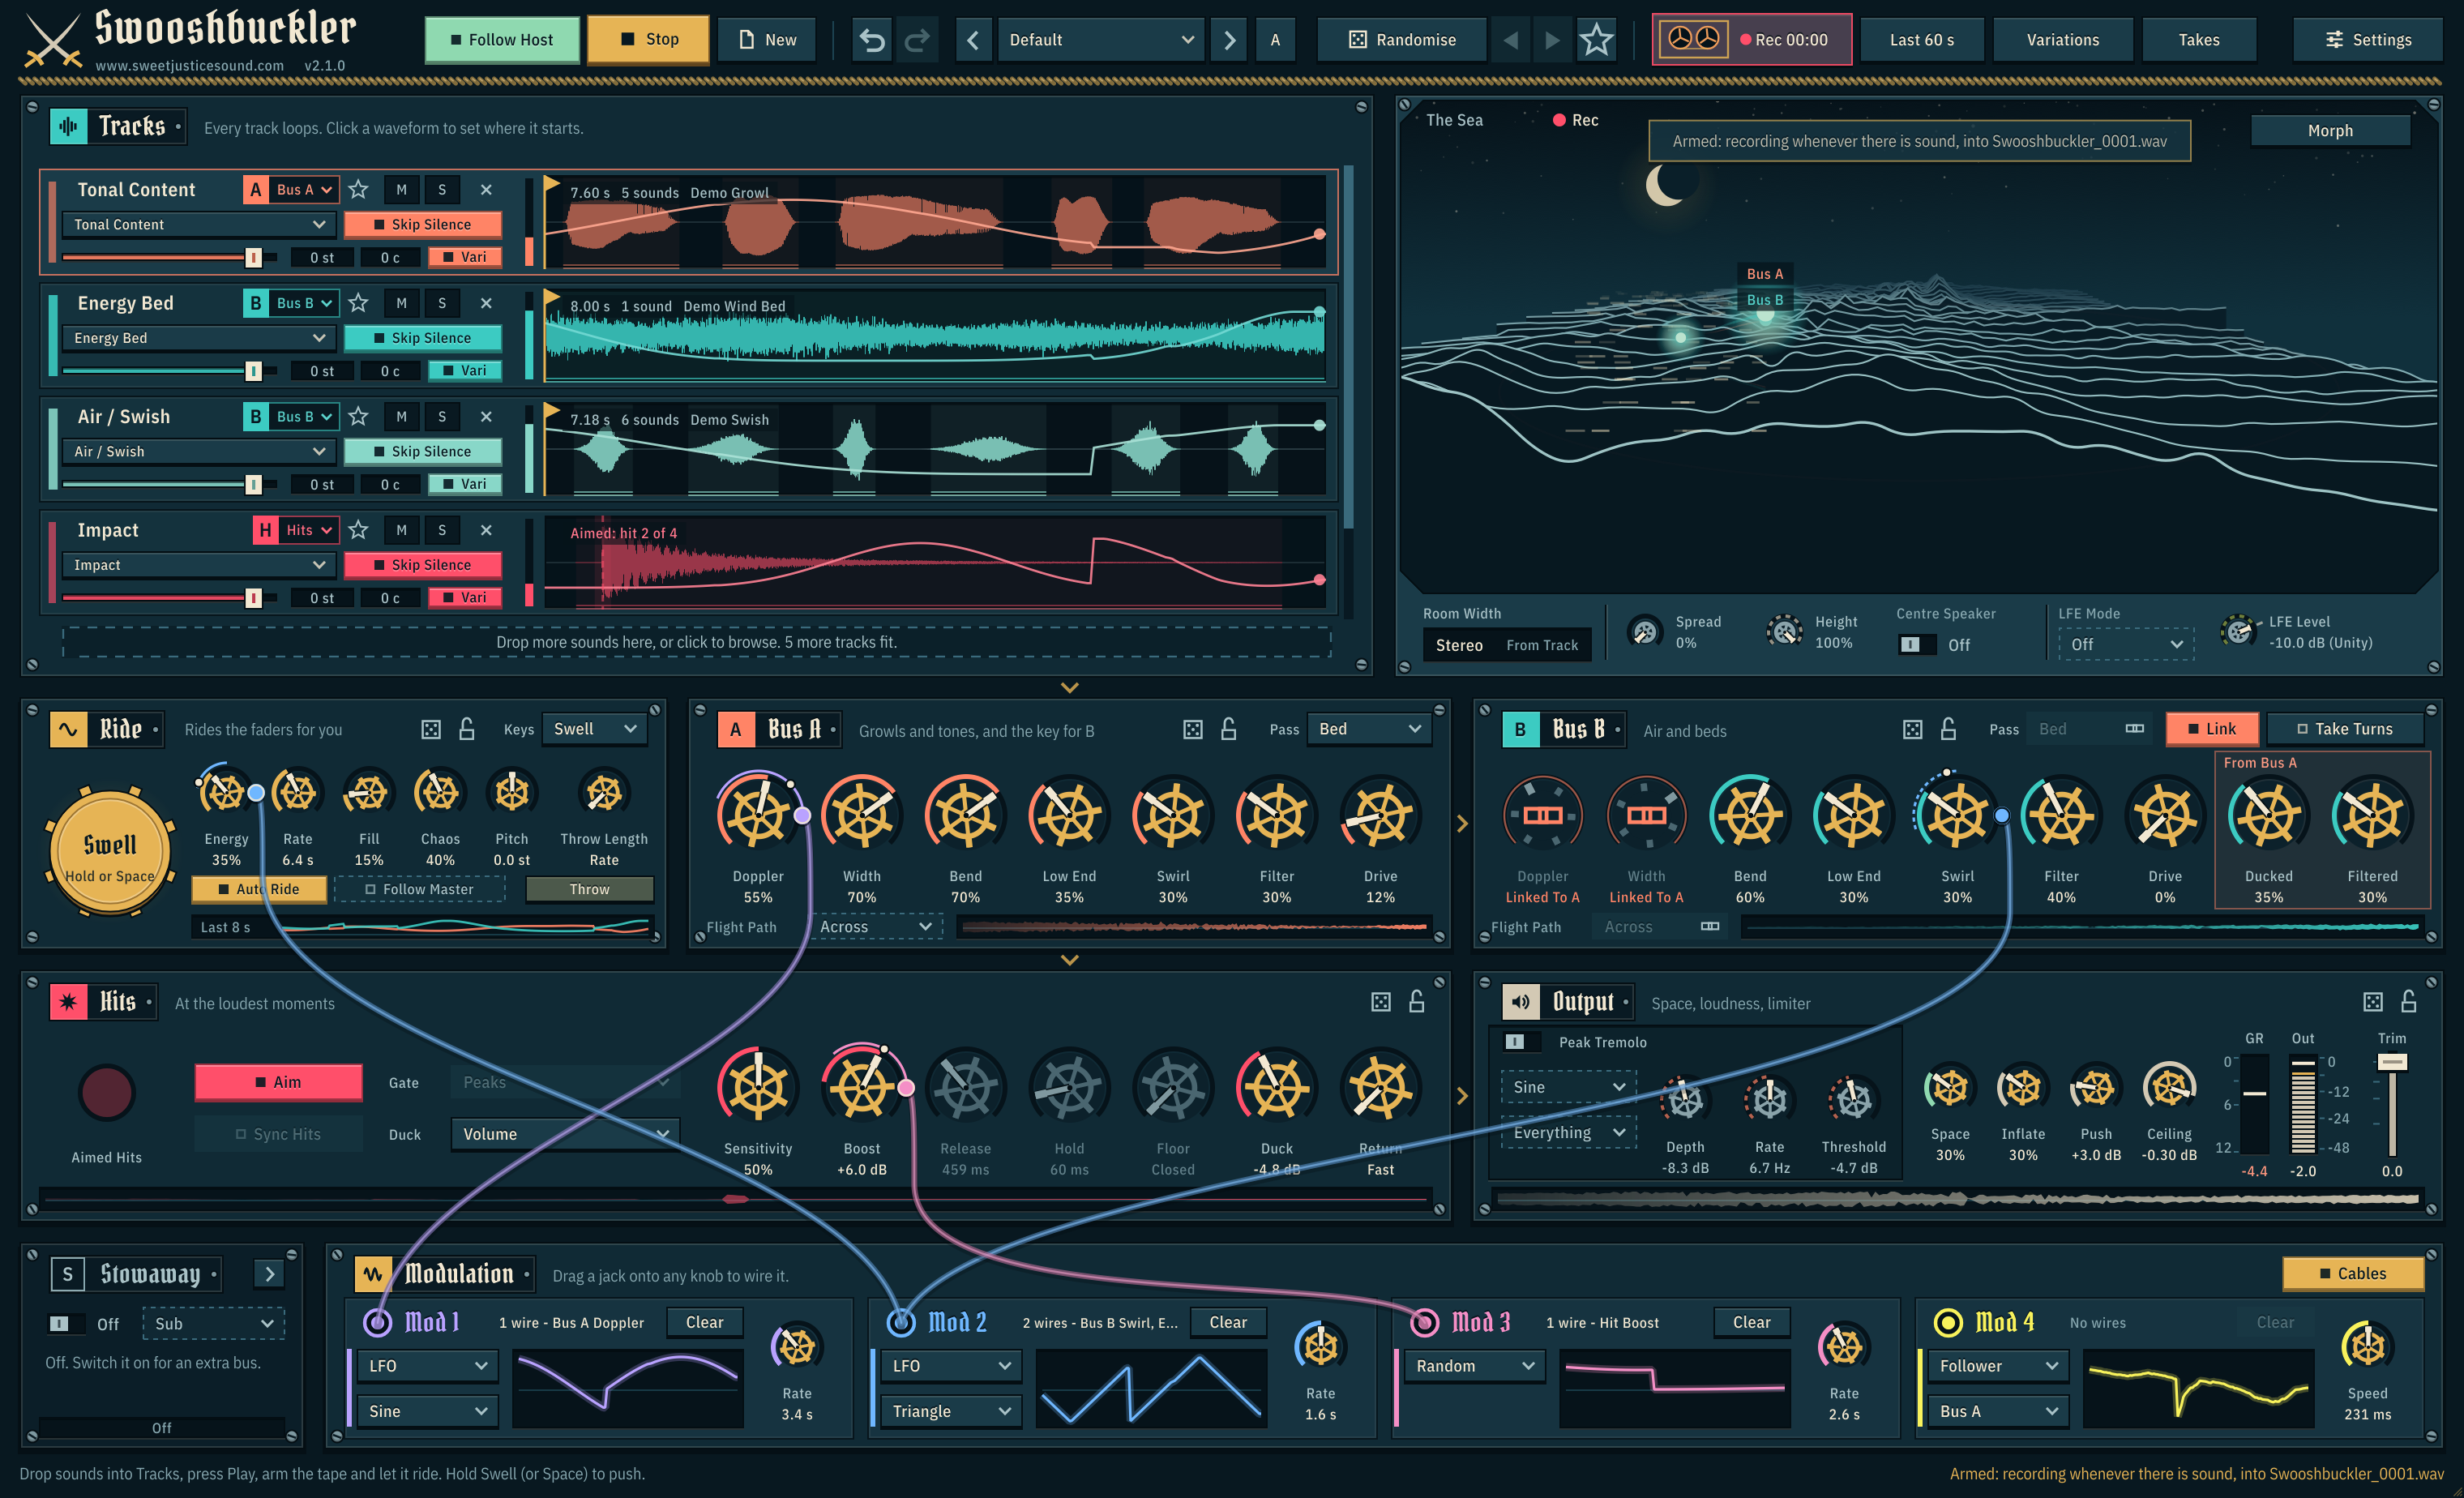 Swooshbuckler
www.sweetjusticesound.com v2.1.0
Follow Host
Stop
New
Default
A
Randomise
Rec 00:00
Last 60 s
Variations
Takes
Settings
Tracks
Every track loops. Click a waveform to set where it starts.
Tonal Content
A Bus A
M S
Tonal Content
Skip Silence
0 st 0 c Vari
7.60 s 5 sounds Demo Growl
Energy Bed
B Bus B
M S
Energy Bed
Skip Silence
0 st 0 c Vari
8.00 s 1 sound Demo Wind Bed
Air / Swish
B Bus B
M S
Air / Swish
Skip Silence
0 st 0 c Vari
7.18 s 6 sounds Demo Swish
Impact
H Hits
M S
Impact
Skip Silence
0 st 0 c Vari
Aimed: hit 2 of 4
Drop more sounds here, or click to browse. 5 more tracks fit.
The Sea
Rec
Armed: recording whenever there is sound, into Swooshbuckler_0001.wav
Morph
Bus A
Bus B
Room Width
Stereo From Track
Spread
0%
Height
100%
Centre Speaker
Off
LFE Mode
Off
LFE Level
-10.0 dB (Unity)
Ride
Rides the faders for you
Keys Swell
Swell
Hold or Space
Energy Rate Fill Chaos Pitch Throw Length
35% 6.4 s 15% 40% 0.0 st Rate
Auto Ride
Follow Master
Throw
Last 8 s
A Bus A
Growls and tones, and the key for B
Pass Bed
Doppler Width Bend Low End Swirl Filter Drive
55% 70% 70% 35% 30% 30% 12%
Flight Path Across
B Bus B
Air and beds
Pass Bed
Link
Take Turns
From Bus A
Doppler Width Bend Low End Swirl Filter Drive Ducked Filtered
Linked To A Linked To A 60% 30% 30% 40% 0% 35% 30%
Flight Path Across
Hits
At the loudest moments
Aimed Hits
Aim
Sync Hits
Gate Peaks
Duck Volume
Sensitivity Boost Release Hold Floor Duck Return
50% +6.0 dB 459 ms 60 ms Closed -4.8 dB Fast
Output
Space, loudness, limiter
Peak Tremolo
Sine
Everything
Depth Rate Threshold
-8.3 dB 6.7 Hz -4.7 dB
Space Inflate Push Ceiling
30% 30% +3.0 dB -0.30 dB
GR Out Trim
0 6 12
0 -12 -24 -48
-4.4 -2.0 0.0
S Stowaway
Off Sub
Off. Switch it on for an extra bus.
Off
Modulation
Drag a jack onto any knob to wire it.
Cables
Mod 1
1 wire - Bus A Doppler
Clear
LFO
Sine
Rate
3.4 s
Mod 2
2 wires - Bus B Swirl, E...
Clear
LFO
Triangle
Rate
1.6 s
Mod 3
1 wire - Hit Boost
Clear
Random
Rate
2.6 s
Mod 4
No wires
Clear
Follower
Bus A
Speed
231 ms
Drop sounds into Tracks, press Play, arm the tape and let it ride. Hold Swell (or Space) to push.
Armed: recording whenever there is sound, into Swooshbuckler_0001.wav